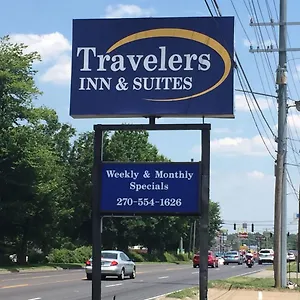 Travelers
INN & SUITES
Weekly & Monthly
Specials
270-554-1626